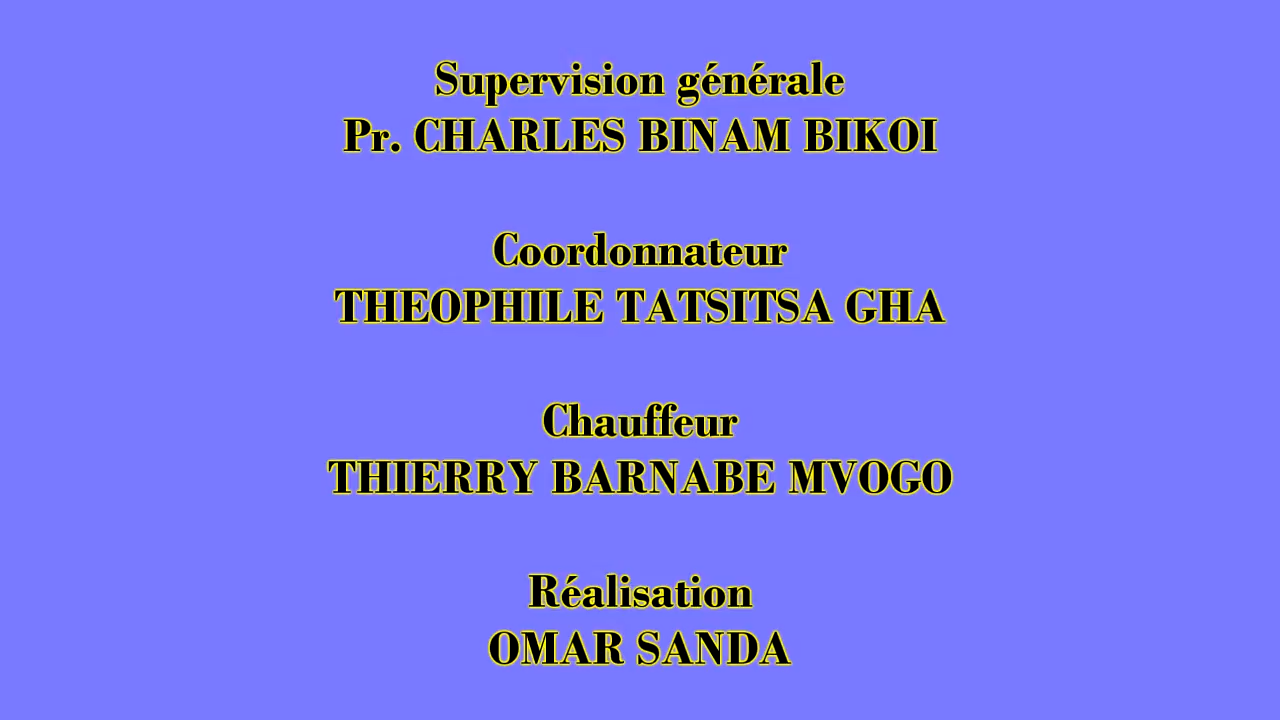 Supervision générale
Pr. CHARLES BINAM BIKOI
Coordonnateur
THEOPHILE TATSITSA GHA
Chauffeur
THIERRY BARNABE MVOGO
Réalisation
OMAR SANDA